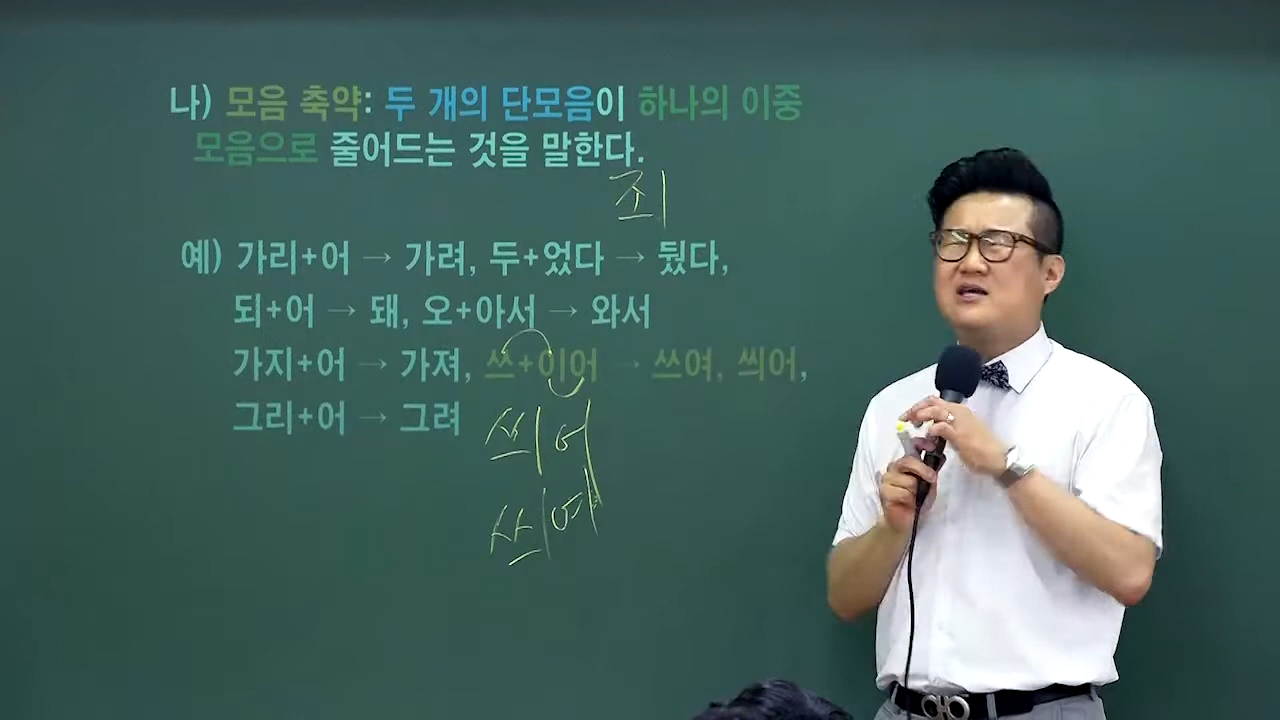 나) 모음 축약: 두 개의 단모음이 하나의 이중
모음으로 줄어드는 것을 말한다.
죄
예) 가리+어 → 가려, 두+었다 → 뒀다,
되+어 → 돼, 오+아서 → 와서
가지+어 → 가져, 쓰+이어 → 쓰여, 씌어,
그리+어 → 그려
씌어
씌여